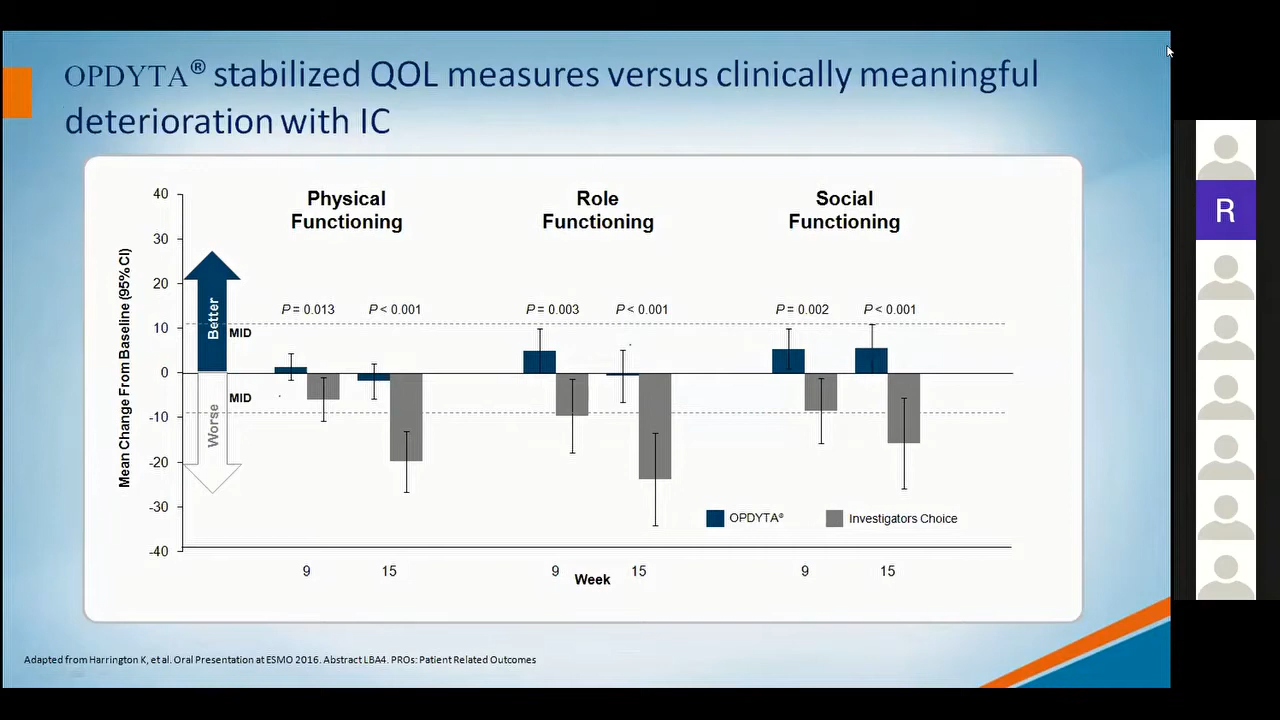 OPDYTA® stabilized QOL measures versus clinically meaningful
deterioration with IC
Physical
Functioning
Role
Functioning
Social
Functioning
Mean Change From Baseline (95% CI)
40
30
20
10
0
-10
-20
-30
-40
Better
Worse
MID
MID
P = 0.013
P < 0.001
P = 0.003
P < 0.001
P = 0.002
P < 0.001
OPDYTA®
Investigators Choice
9
15
9
15
9
15
Week
Adapted from Harrington K, et al. Oral Presentation at ESMO 2016. Abstract LBA4. PROs: Patient Related Outcomes
R